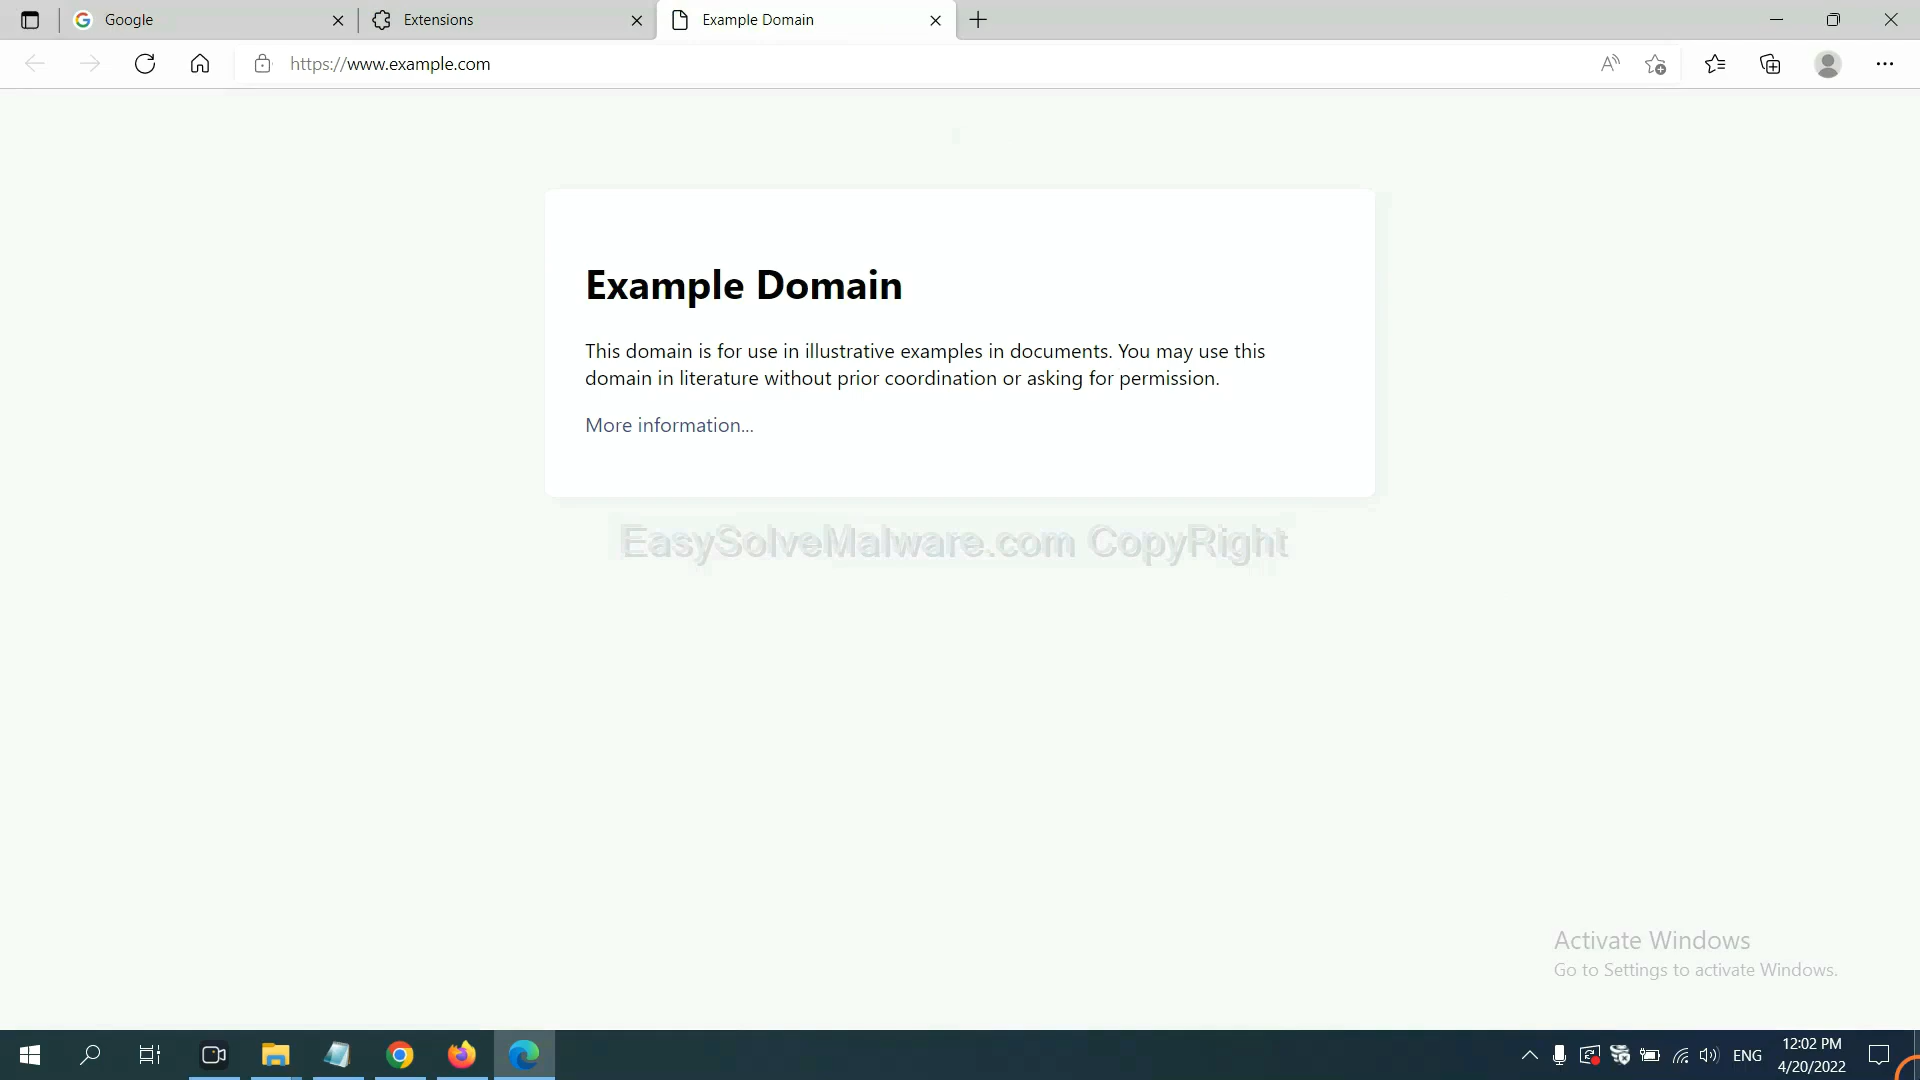 Google
Extensions
Example Domain
https://www.example.com
Example Domain
This domain is for use in illustrative examples in documents. You may use this
domain in literature without prior coordination or asking for permission.
More information...
EasySolveMalware.com CopyRight
Activate Windows
Go to Settings to activate Windows.
ENG
12:02 PM
4/20/2022